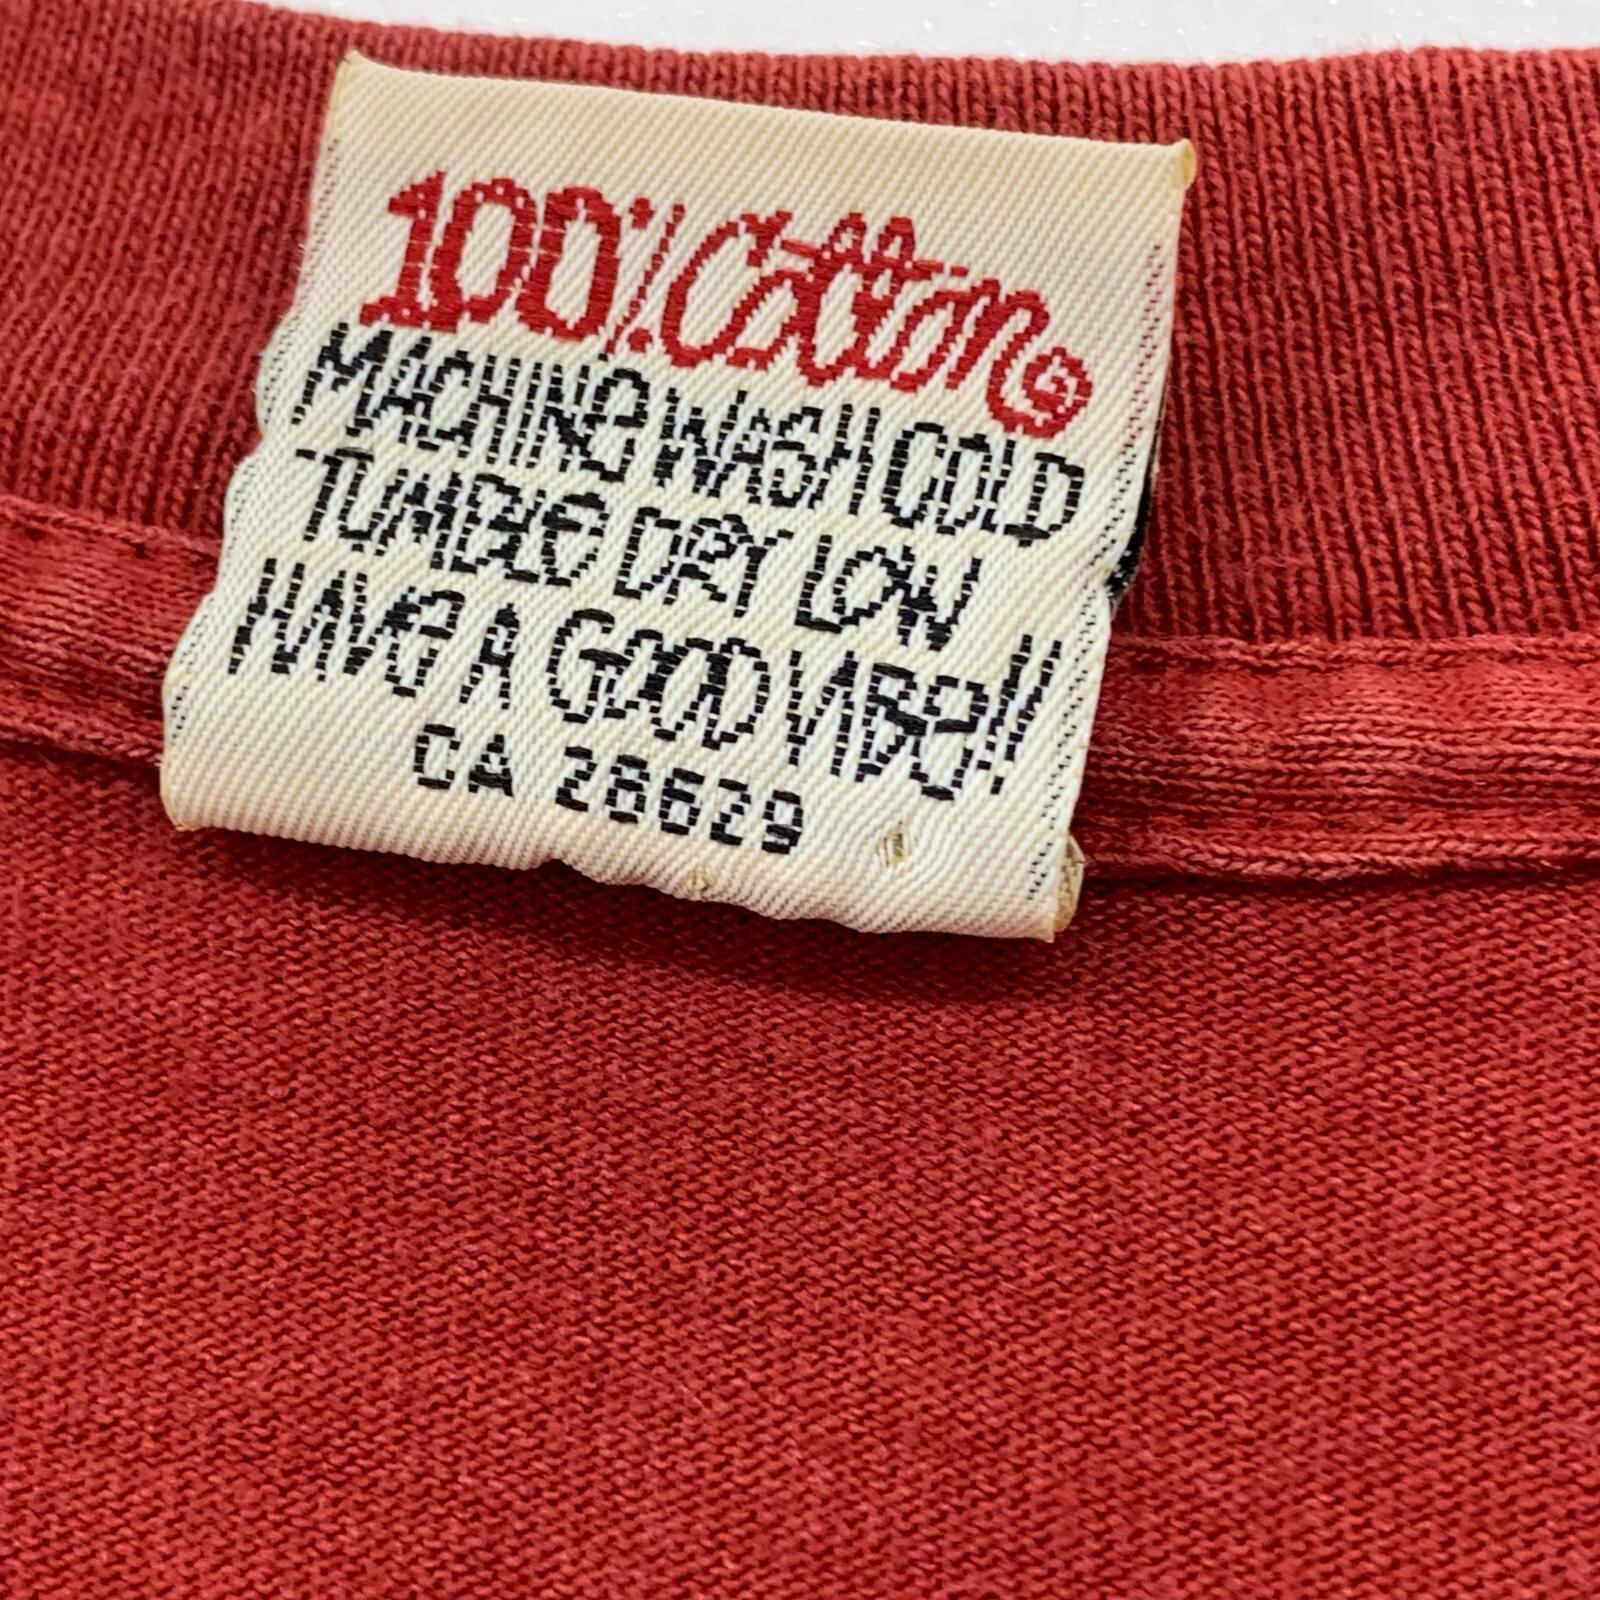 100% Cotton
MACHINE WASH COLD
TUMBLE DRY LOW
HAVE A GOOD VIBE!!
CA 28629